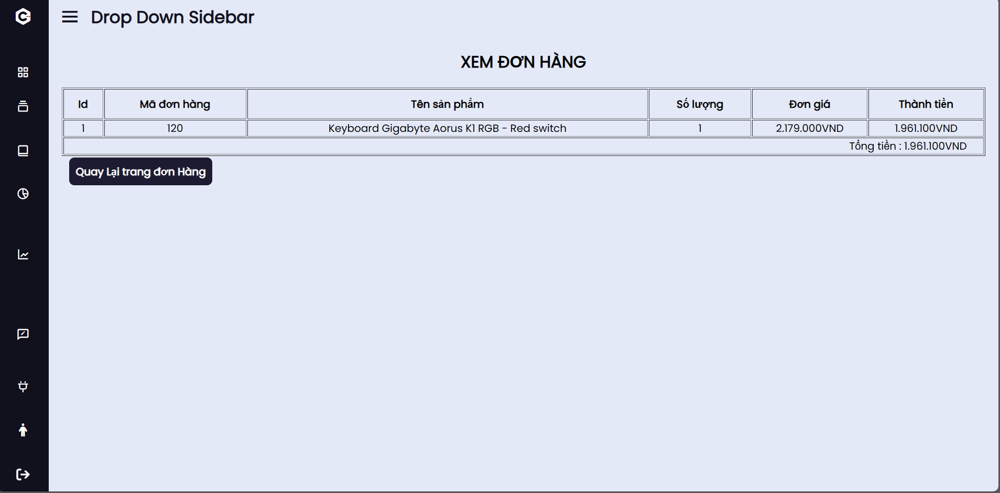 Drop Down Sidebar
XEM ĐƠN HÀNG
Id Mã đơn hàng Tên sản phẩm Số lượng Đơn giá Thành tiền
1 120 Keyboard Gigabyte Aorus K1 RGB - Red switch 1 2.179.000VND 1.961.100VND
Tổng tiền : 1.961.100VND
Quay Lại trang đơn Hàng